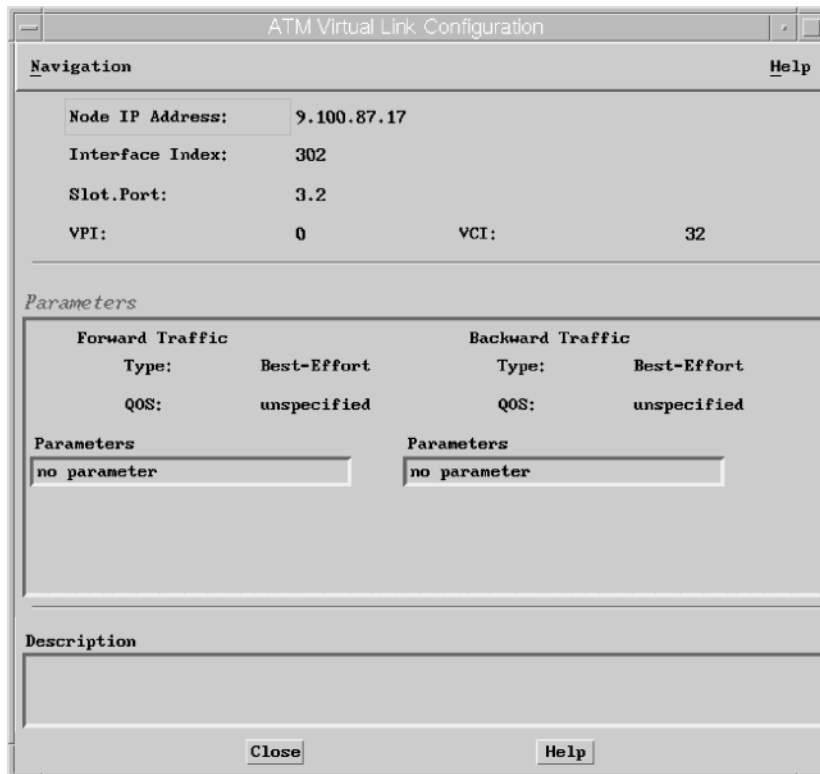 ATM Virtual Link Configuration
Navigation Help
Node IP Address: 9.100.87.17
Interface Index: 302
Slot.Port: 3.2
VPI: 0 VCI: 32
Parameters
Forward Traffic Backward Traffic
Type: Best-Effort Type: Best-Effort
QOS: unspecified QOS: unspecified
Parameters Parameters
no parameter no parameter
Description
Close Help